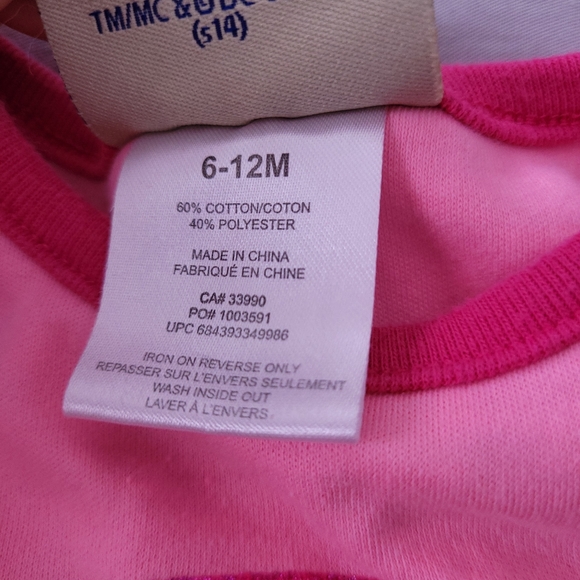 TM/MC & © DC
(s14)
6-12M
60% COTTON/COTON
40% POLYESTER
MADE IN CHINA
FABRIQUÉ EN CHINE
CA# 33990
PO# 1003591
UPC 684393349986
IRON ON REVERSE ONLY
REPASSER SUR L'ENVERS SEULEMENT
WASH INSIDE OUT
LAVER À L'ENVERS